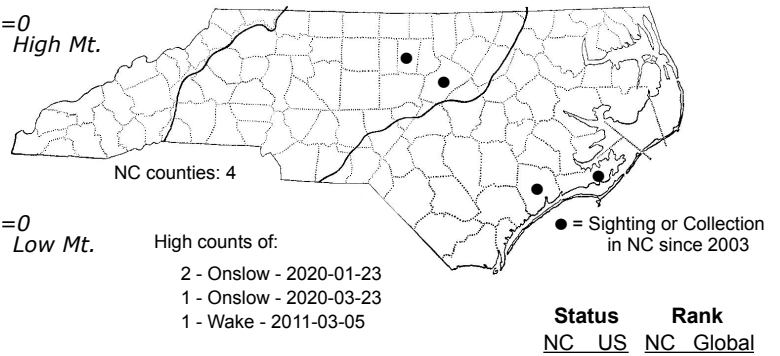 =0
High Mt.
NC counties: 4
=0
Low Mt.
High counts of:
2 - Onslow - 2020-01-23
1 - Onslow - 2020-03-23
1 - Wake - 2011-03-05
● = Sighting or Collection
in NC since 2003
Status Rank
NC US NC Global